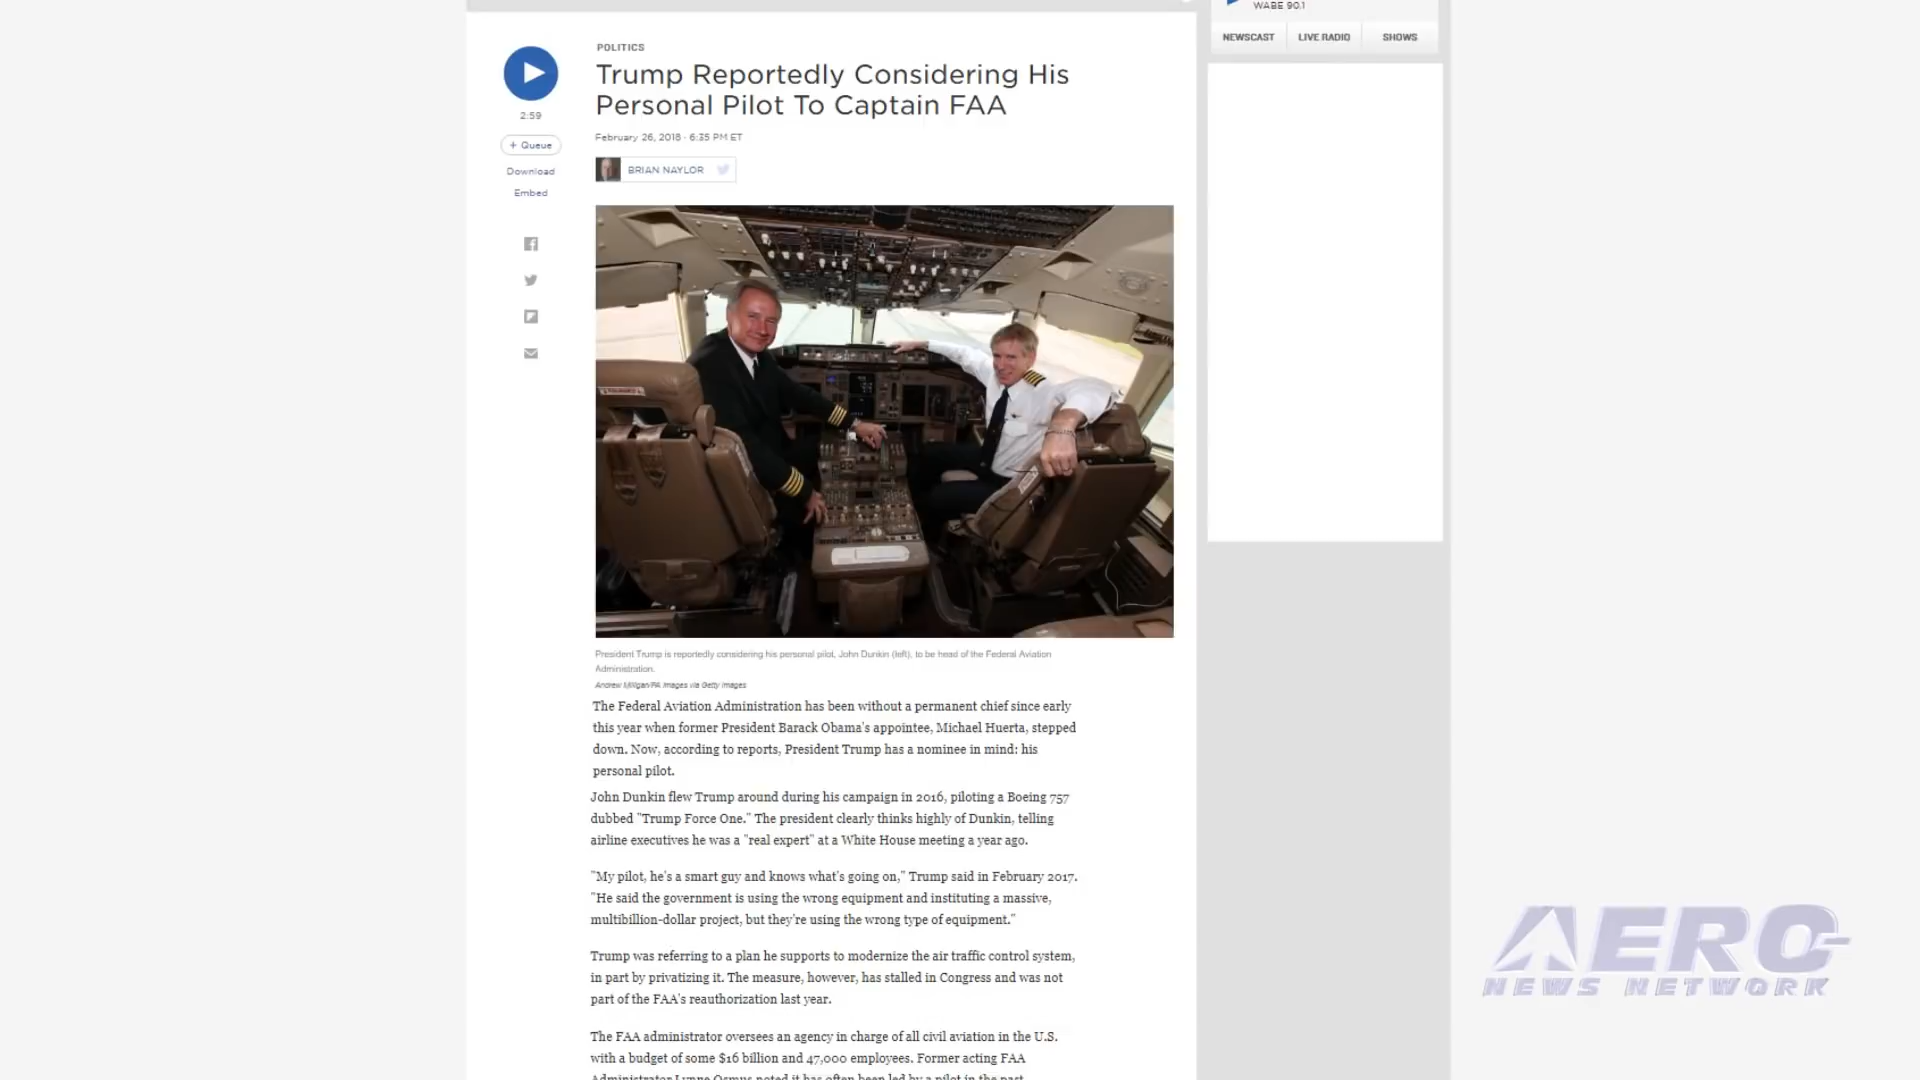 WABE 90.1
NEWSCAST
LIVE RADIO
SHOWS
POLITICS
Trump Reportedly Considering His
Personal Pilot To Captain FAA
February 26, 2018 · 6:35 PM ET
BRIAN NAYLOR
2:59
+ Queue
Download
Embed
President Trump is reportedly considering his personal pilot, John Dunkin (left), to be head of the Federal Aviation
Administration.
Andrew Milligan/PA Images via Getty Images
The Federal Aviation Administration has been without a permanent chief since early
this year when former President Barack Obama's appointee, Michael Huerta, stepped
down. Now, according to reports, President Trump has a nominee in mind: his
personal pilot.
John Dunkin flew Trump around during his campaign in 2016, piloting a Boeing 757
dubbed "Trump Force One." The president clearly thinks highly of Dunkin, telling
airline executives he was a "real expert" at a White House meeting a year ago.
"My pilot, he's a smart guy and knows what's going on," Trump said in February 2017.
"He said the government is using the wrong equipment and instituting a massive,
multibillion-dollar project, but they're using the wrong type of equipment."
Trump was referring to a plan he supports to modernize the air traffic control system,
in part by privatizing it. The measure, however, has stalled in Congress and was not
part of the FAA's reauthorization last year.
The FAA administrator oversees an agency in charge of all civil aviation in the U.S.
with a budget of some $16 billion and 47,000 employees. Former acting FAA
Administrator Lynne Osmus noted it has often been led by a pilot in the past
AERO
NEWS NETWORK